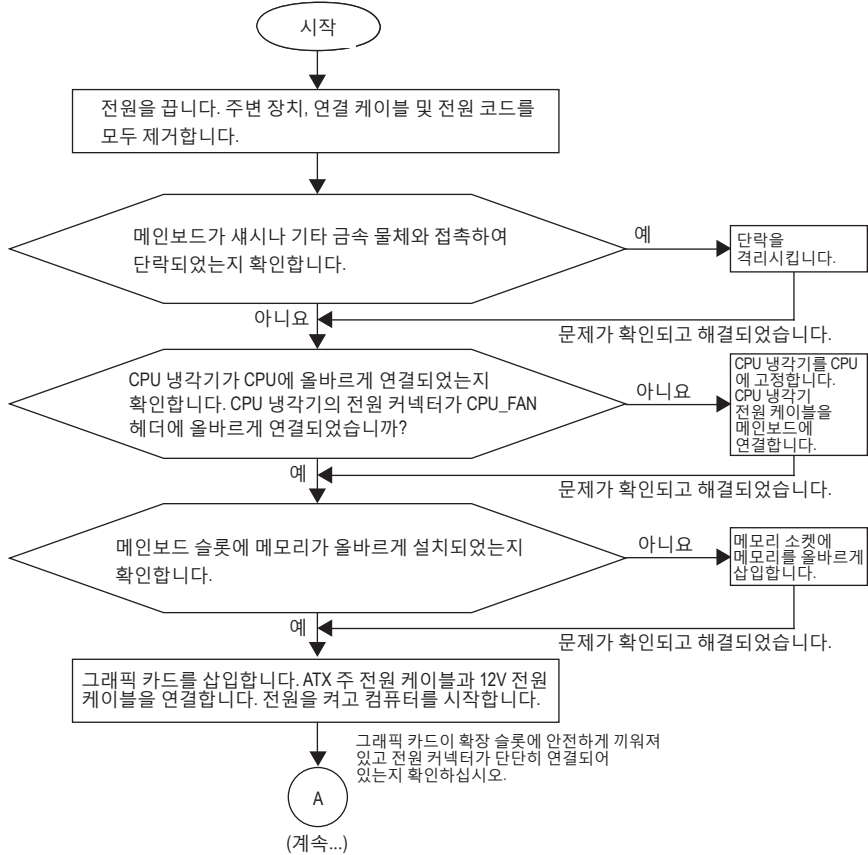 시작
전원을 끕니다. 주변 장치, 연결 케이블 및 전원 코드를
모두 제거합니다.
메인보드가 섀시나 기타 금속 물체와 접촉하여
단락되었는지 확인합니다.
예
단락을
격리시킵니다.
아니요
문제가 확인되고 해결되었습니다.
CPU 냉각기가 CPU에 올바르게 연결되었는지
확인합니다. CPU 냉각기의 전원 커넥터가 CPU_FAN
헤더에 올바르게 연결되었습니까?
아니요
CPU 냉각기를 CPU
에 고정합니다.
CPU 냉각기
전원 케이블을
메인보드에
연결합니다.
예
문제가 확인되고 해결되었습니다.
메인보드 슬롯에 메모리가 올바르게 설치되었는지
확인합니다.
아니요
메모리 소켓에
메모리를 올바르게
삽입합니다.
예
문제가 확인되고 해결되었습니다.
그래픽 카드를 삽입합니다. ATX 주 전원 케이블과 12V 전원
케이블을 연결합니다. 전원을 켜고 컴퓨터를 시작합니다.
그래픽 카드이 확장 슬롯에 안전하게 끼워져
있고 전원 커넥터가 단단히 연결되어
있는지 확인하십시오.
A
(계속...)